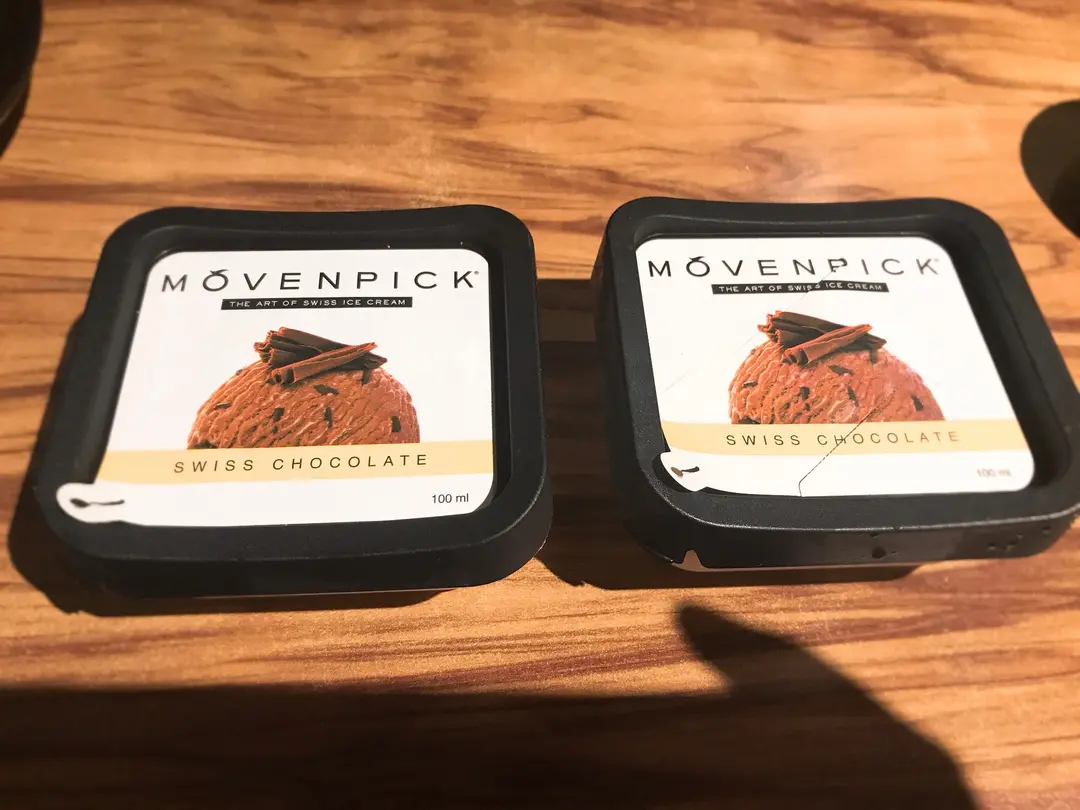 MÖVENPICK®
THE ART OF SWISS ICE CREAM
SWISS CHOCOLATE
100 ml
MÖVENPICK®
THE ART OF SWISS ICE CREAM
SWISS CHOCOLATE
100 ml